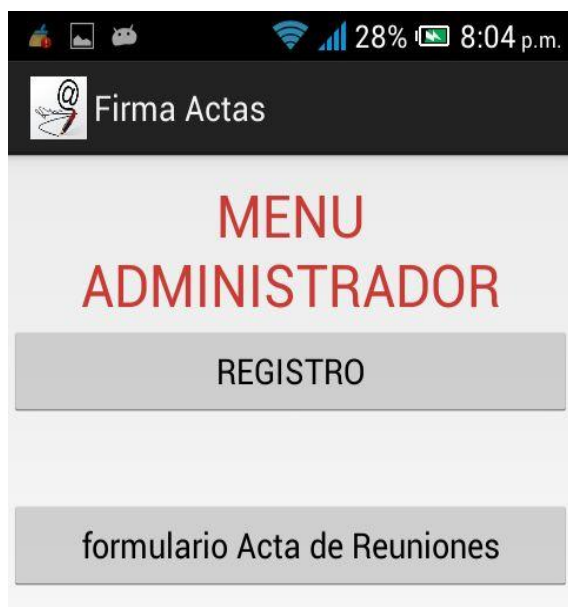 28% 8:04 p.m.
@ Firma Actas
MENU
ADMINISTRADOR
REGISTRO
formulario Acta de Reuniones